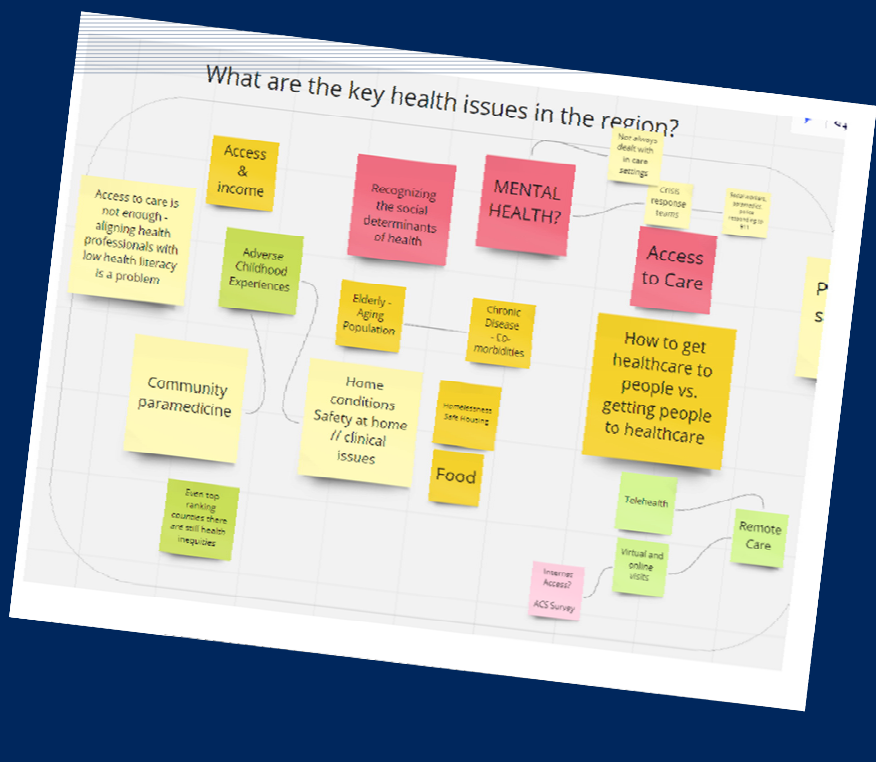 What are the key health issues in the region?
Access
&
income
Access to care is
not enough -
aligning health
professionals with
low health literacy
is a problem
Adverse
Childhood
Experiences
Recognizing
the social
determinants
of health
MENTAL
HEALTH?
Not always
dealt with
in care
settings
Crisis
response
teams
Access
to Care
P
s
Elderly -
Aging
Population
Chronic
Disease
- Co-
morbidities
How to get
healthcare to
people vs.
getting people
to healthcare
Community
paramedicine
Home
conditions
Safety at home
// clinical
issues
Homelessness
Safe Housing
Food
Even top
ranking
counties there
are still health
inequities
Telehealth
Remote
Care
Virtual and
online
visits
Internet
Access?
ACS Survey